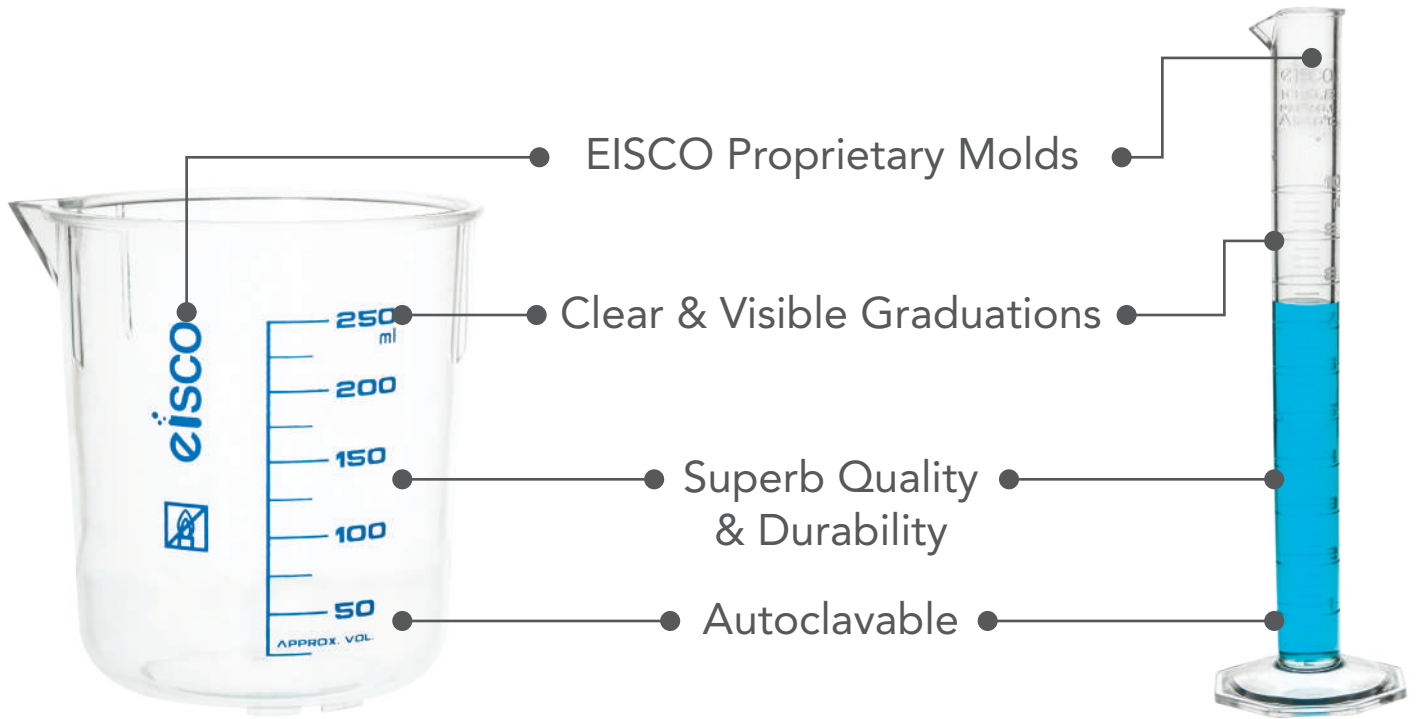 EISCO Proprietary Molds
Clear & Visible Graduations
Superb Quality
& Durability
Autoclavable
eisco
250
ml
200
150
100
50
APPROX. VOL.
eisco